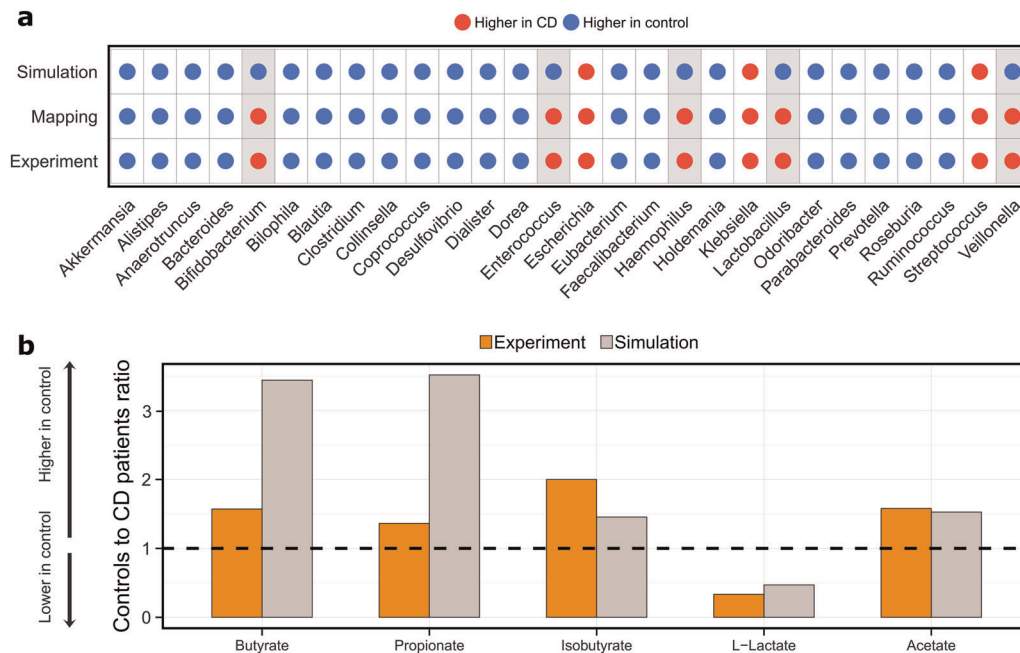 a
Higher in CD Higher in control
Simulation
Mapping
Experiment
Akkermansia
Alistipes
Anaerotruncus
Bacteroides
Bifidobacterium
Bilophila
Blautia
Clostridium
Collinsella
Coprococcus
Desulfovibrio
Dialister
Dorea
Enterococcus
Escherichia
Eubacterium
Faecalibacterium
Haemophilus
Holdemania
Klebsiella
Lactobacillus
Odoribacter
Parabacteroides
Prevotella
Roseburia
Ruminococcus
Streptococcus
Veillonella
b
Experiment Simulation
Higher in control
Lower in control
Controls to CD patients ratio
3
2
1
0
Butyrate Propionate Isobutyrate L−Lactate Acetate